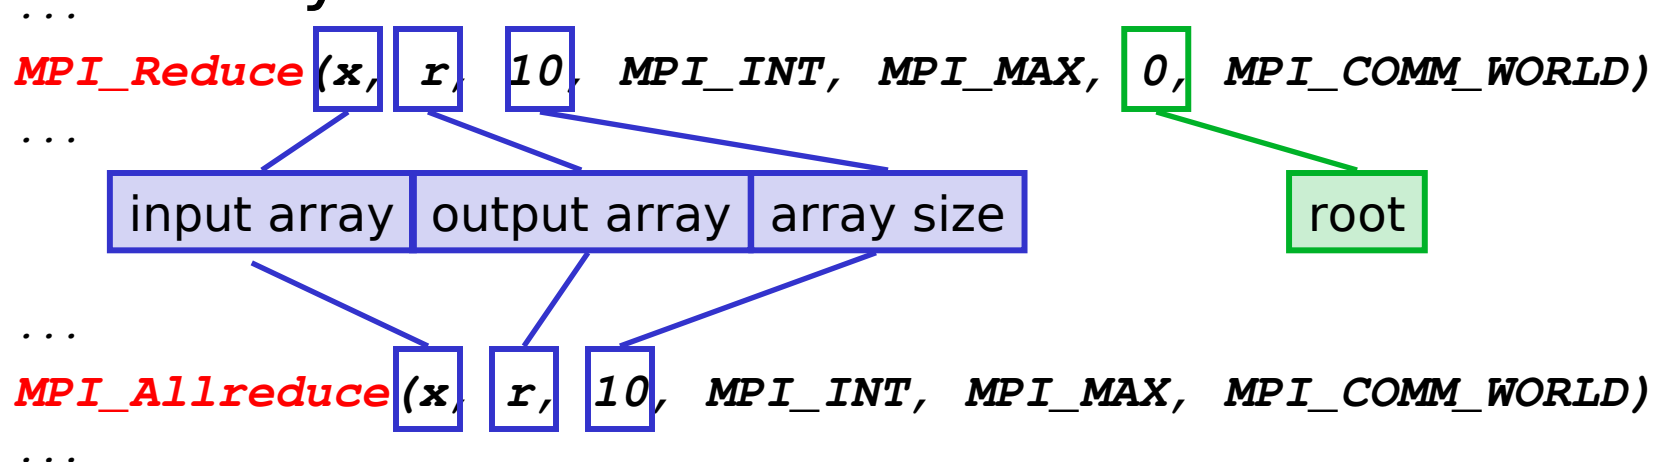 ...
MPI_Reduce(x, r, 10, MPI_INT, MPI_MAX, 0, MPI_COMM_WORLD)
...
input array output array array size root
...
MPI_Allreduce(x, r, 10, MPI_INT, MPI_MAX, MPI_COMM_WORLD)
...